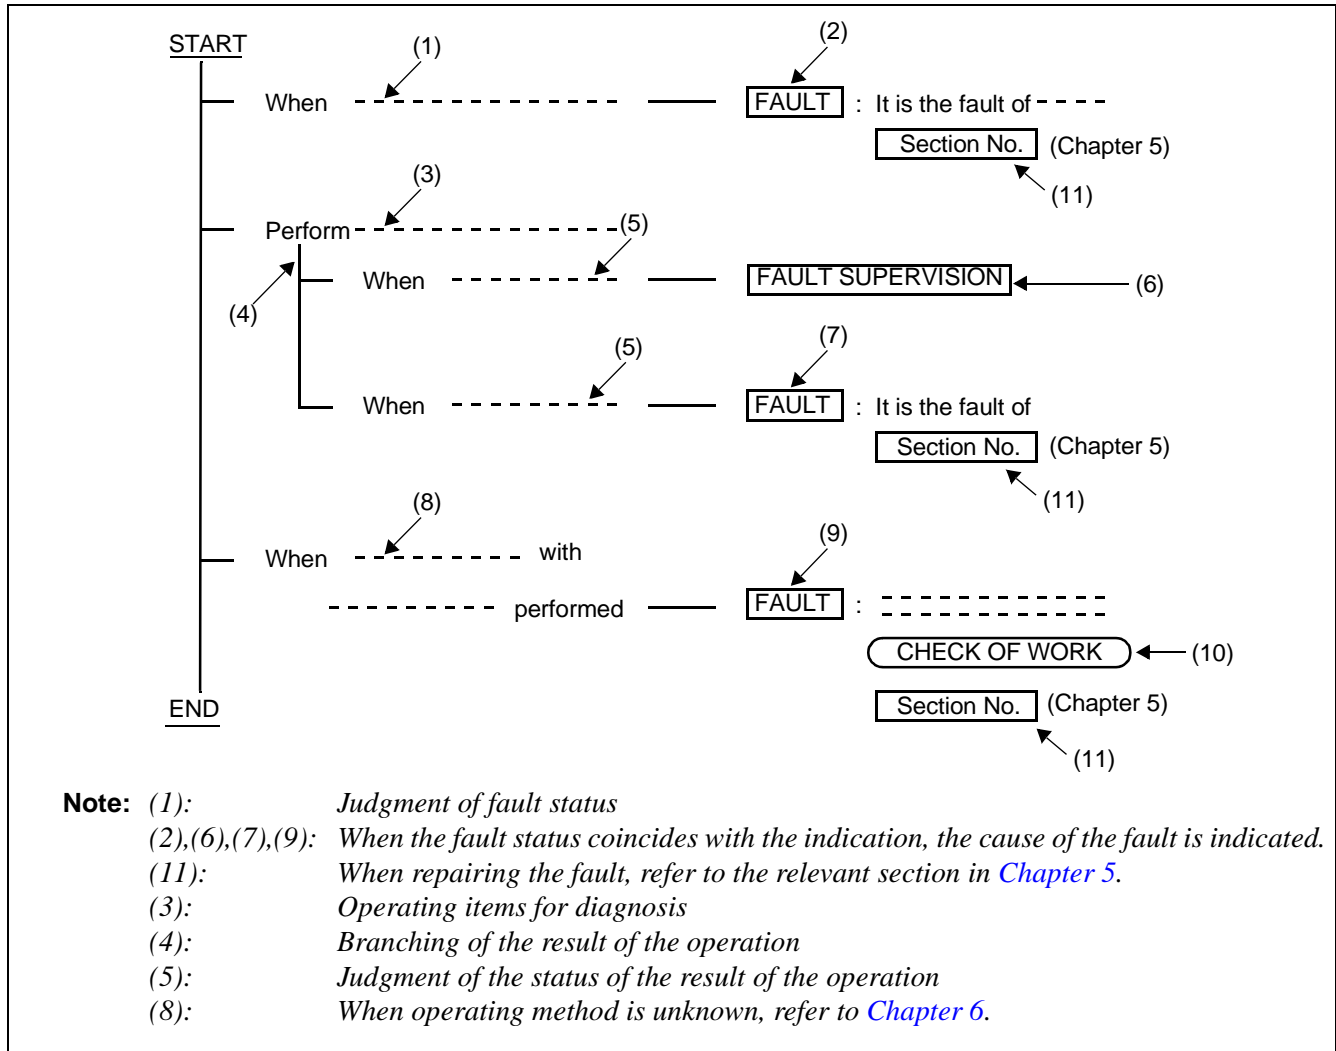 START
(1)
(2)
When
FAULT : It is the fault of
Section No. (Chapter 5)
(11)
(3)
Perform
(5)
(4)
When
FAULT SUPERVISION
(6)
(5)
(7)
When
FAULT : It is the fault of
Section No. (Chapter 5)
(11)
(8)
(9)
When with
performed
FAULT :
CHECK OF WORK
(10)
END
Section No. (Chapter 5)
(11)
Note: (1): Judgment of fault status
(2),(6),(7),(9): When the fault status coincides with the indication, the cause of the fault is indicated.
(11): When repairing the fault, refer to the relevant section in Chapter 5.
(3): Operating items for diagnosis
(4): Branching of the result of the operation
(5): Judgment of the status of the result of the operation
(8): When operating method is unknown, refer to Chapter 6.